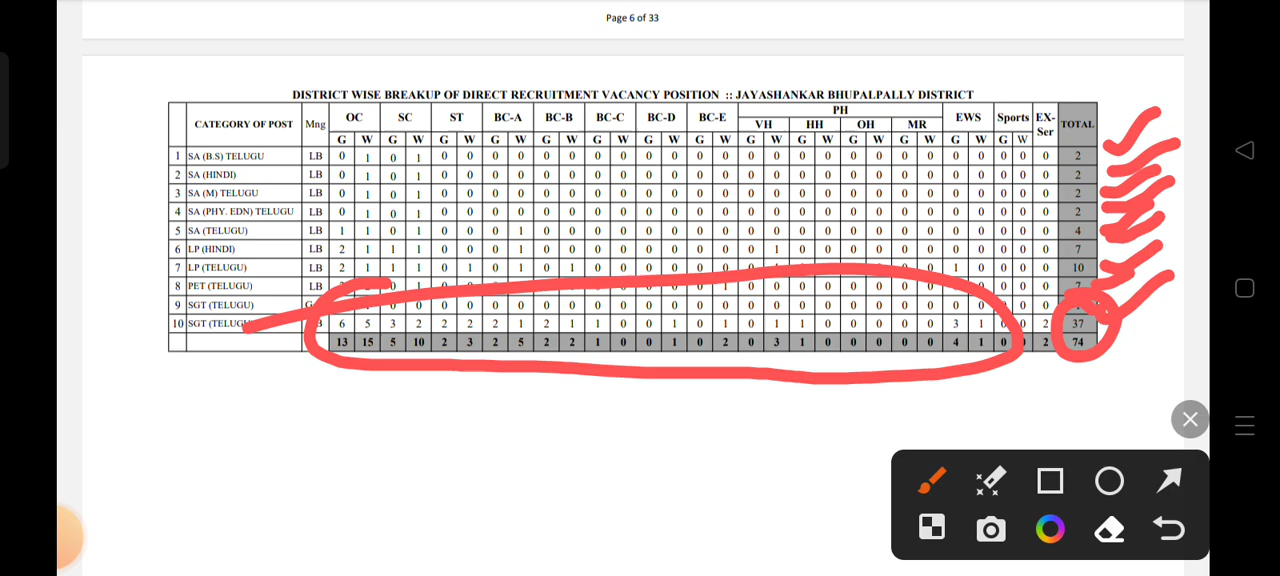 Page 6 of 33
DISTRICT WISE BREAKUP OF DIRECT RECRUITMENT VACANCY POSITION :: JAYASHANKAR BHUPALPALLY DISTRICT
CATEGORY OF POST Mng OC SC ST BC-A BC-B BC-C BC-D BC-E PH EWS Sports EX-Ser TOTAL
VH HH OH MR
G W G W G W G W G W G W G W G W G W G W G W G W G W G W
1 SA (B.S) TELUGU LB 0 1 0 1 0 0 0 0 0 0 0 0 0 0 0 0 0 0 0 0 0 0 0 0 0 0 0 0 0 2
2 SA (HINDI) LB 0 1 0 1 0 0 0 0 0 0 0 0 0 0 0 0 0 0 0 0 0 0 0 0 0 0 0 0 0 2
3 SA (M) TELUGU LB 0 1 0 1 0 0 0 0 0 0 0 0 0 0 0 0 0 0 0 0 0 0 0 0 0 0 0 0 0 2
4 SA (PHY. EDN) TELUGU LB 0 1 0 1 0 0 0 0 0 0 0 0 0 0 0 0 0 0 0 0 0 0 0 0 0 0 0 0 0 2
5 SA (TELUGU) LB 1 1 0 1 0 0 0 1 0 0 0 0 0 0 0 0 0 0 0 0 0 0 0 0 0 0 0 0 0 4
6 LP (HINDI) LB 2 1 1 1 0 0 0 1 0 0 0 0 0 0 0 0 0 1 0 0 0 0 0 0 0 0 0 0 0 7
7 LP (TELUGU) LB 2 1 1 1 0 1 0 1 0 1 0 0 0 0 0 0 0 1 0 1 0 0 0 0 10
8 PET (TELUGU) LB 0 1 0 0 0 1 0 0 0 0 0 0 0 0 0 0 0 7
9 SGT (TELUGU) 0 0 0 0 0 0 0 0 0 0 0 0 0 0 0 0 0 0 0 0 0 0 0 0 0
10 SGT (TELUGU) 6 5 3 2 2 2 2 1 2 1 1 0 0 1 0 1 0 1 1 0 0 0 0 0 3 1 0 0 2 37
13 15 5 10 2 3 2 5 2 2 1 0 0 1 0 2 0 3 1 0 0 0 0 0 4 1 0 2 74